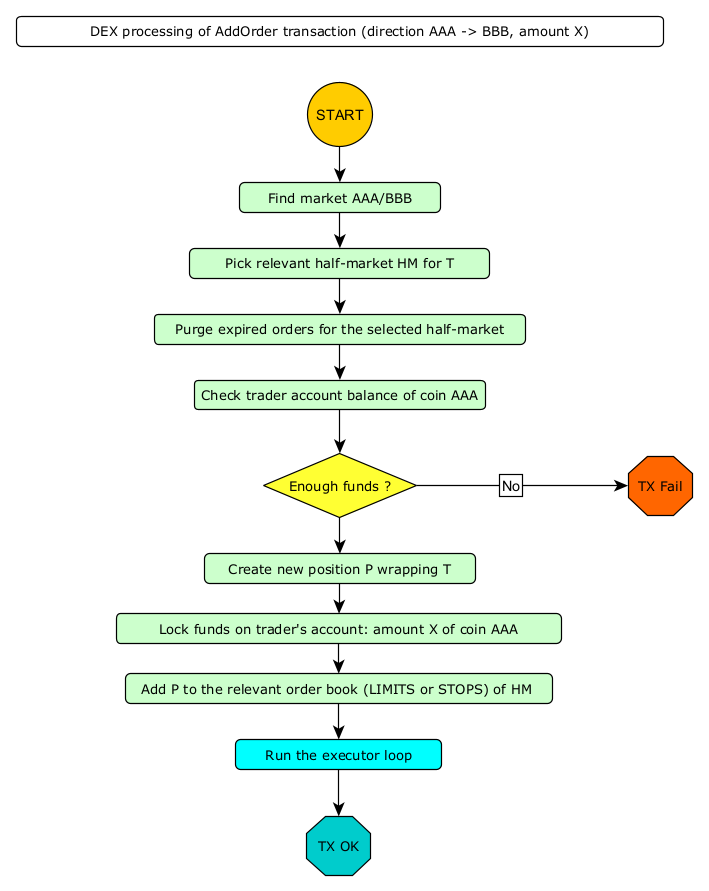 DEX processing of AddOrder transaction (direction AAA -> BBB, amount X)
START
Find market AAA/BBB
Pick relevant half-market HM for T
Purge expired orders for the selected half-market
Check trader account balance of coin AAA
Enough funds ?
No
TX Fail
Create new position P wrapping T
Lock funds on trader's account: amount X of coin AAA
Add P to the relevant order book (LIMITS or STOPS) of HM
Run the executor loop
TX OK